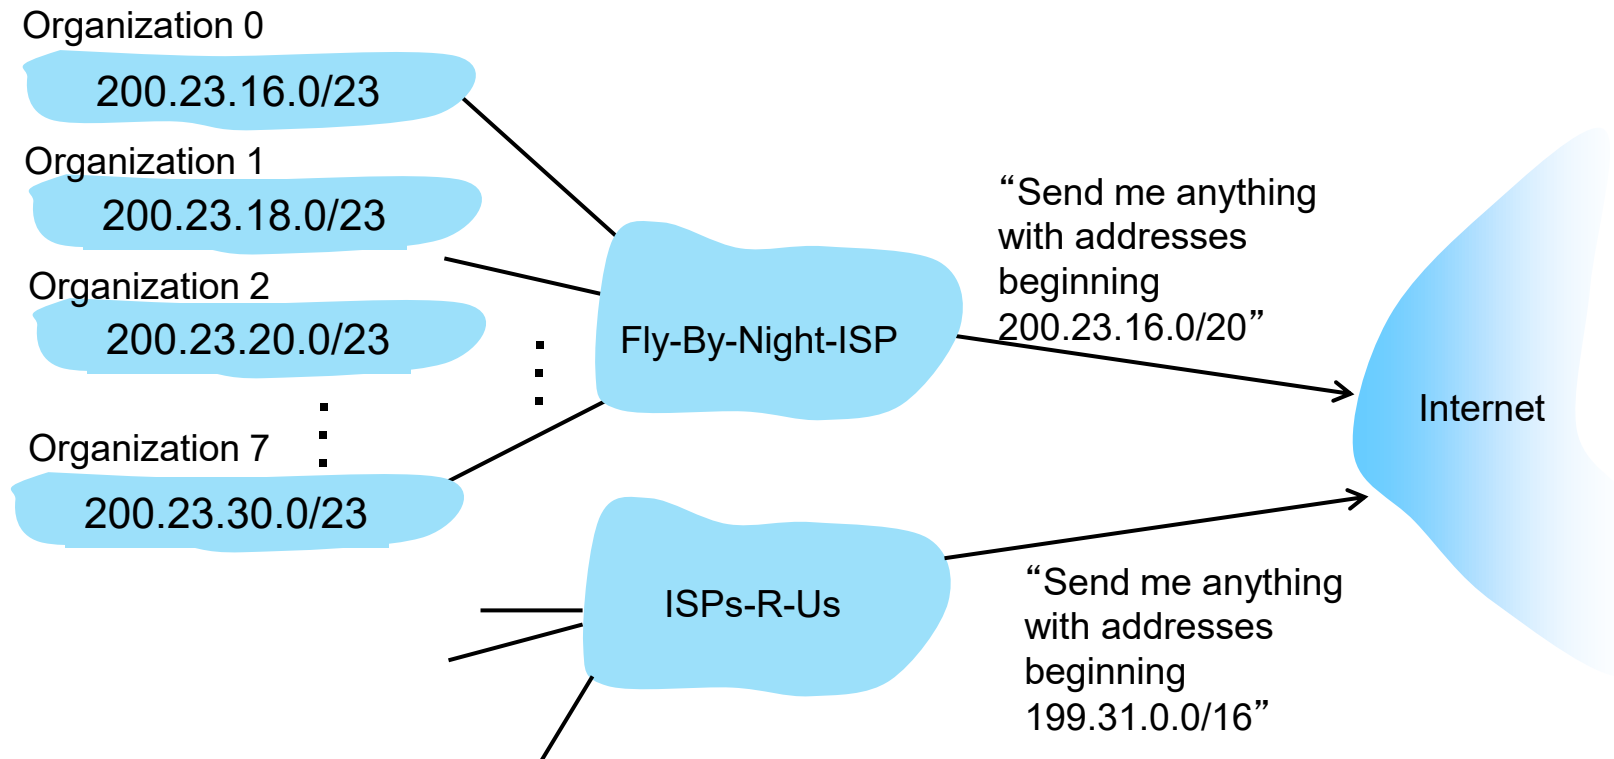 Organization 0
200.23.16.0/23
Organization 1
200.23.18.0/23
Organization 2
200.23.20.0/23
Organization 7
200.23.30.0/23
Fly-By-Night-ISP
“Send me anything
with addresses
beginning
200.23.16.0/20”
Internet
ISPs-R-Us
“Send me anything
with addresses
beginning
199.31.0.0/16”